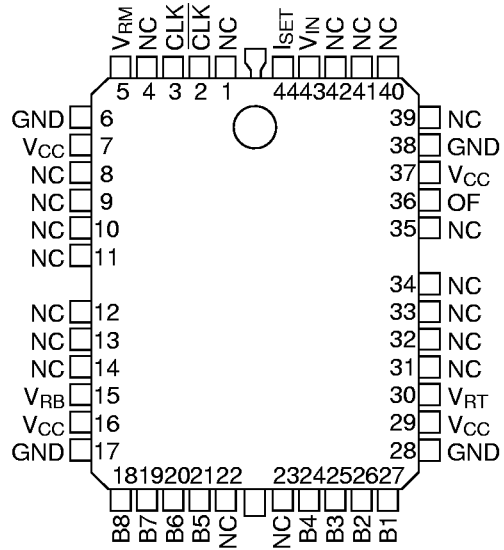 VRM NC CLK CLK NC ISET VIN NC NC NC
5 4 3 2 1 44 43 42 41 40
GND 6 39 NC
VCC 7 38 GND
NC 8 37 VCC
NC 9 36 OF
NC 10 35 NC
NC 11
34 NC
NC 12 33 NC
NC 13 32 NC
NC 14 31 NC
VRB 15 30 VRT
VCC 16 29 VCC
GND 17 28 GND
18 19 20 21 22 23 24 25 26 27
B8 B7 B6 B5 NC NC B4 B3 B2 B1